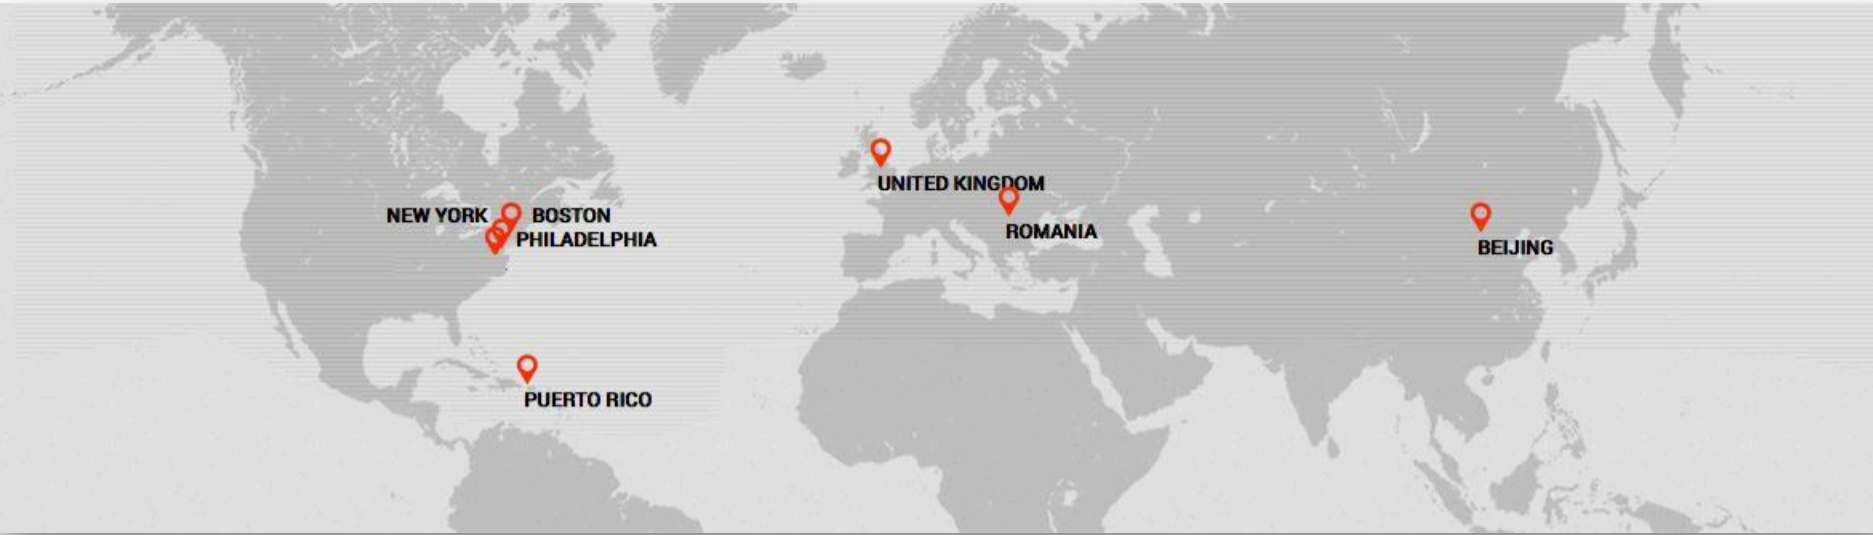 UNITED KINGDOM
NEW YORK
BOSTON
PHILADELPHIA
ROMANIA
BEIJING
PUERTO RICO